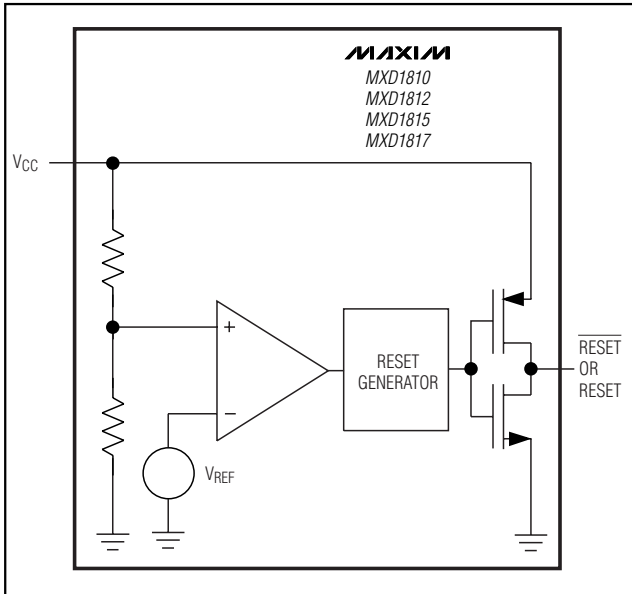 MAXIM
MXD1810
MXD1812
MXD1815
MXD1817
VCC
+
−
VREF
RESET
GENERATOR
RESET
OR
RESET